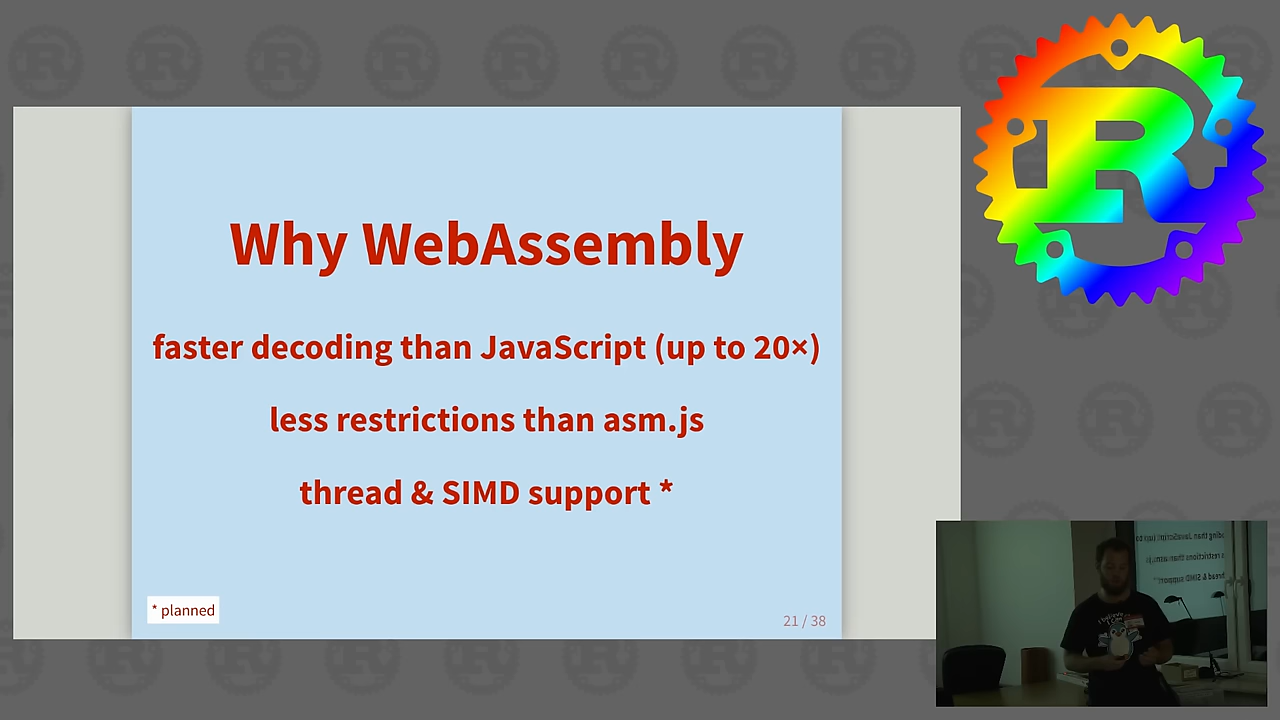 Why WebAssembly
faster decoding than JavaScript (up to 20×)
less restrictions than asm.js
thread & SIMD support *
* planned
21 / 38